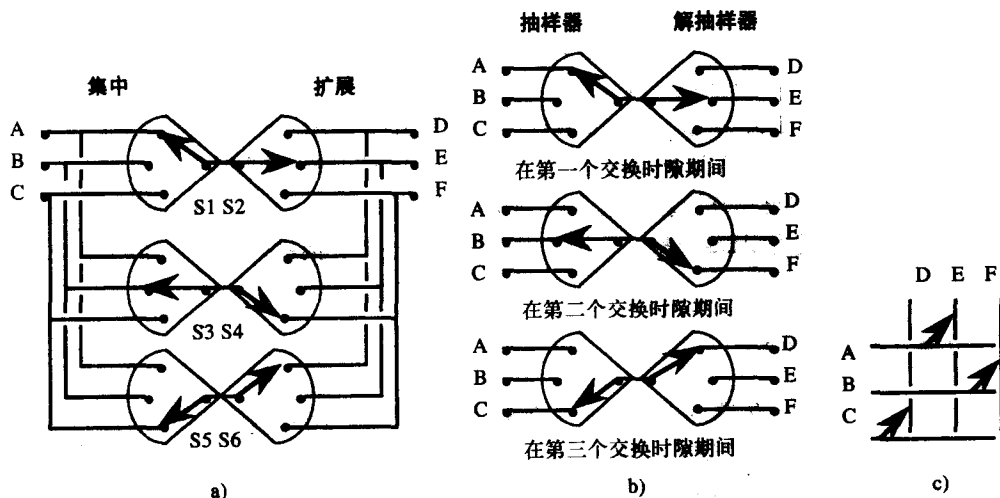 集中 扩展
A D
B E
C F
S1 S2
S3 S4
S5 S6
a)
抽样器 解抽样器
A D
B E
C F
在第一个交换时隙期间
A D
B E
C F
在第二个交换时隙期间
A D
B E
C F
在第三个交换时隙期间
b)
D E F
A
B
C
c)